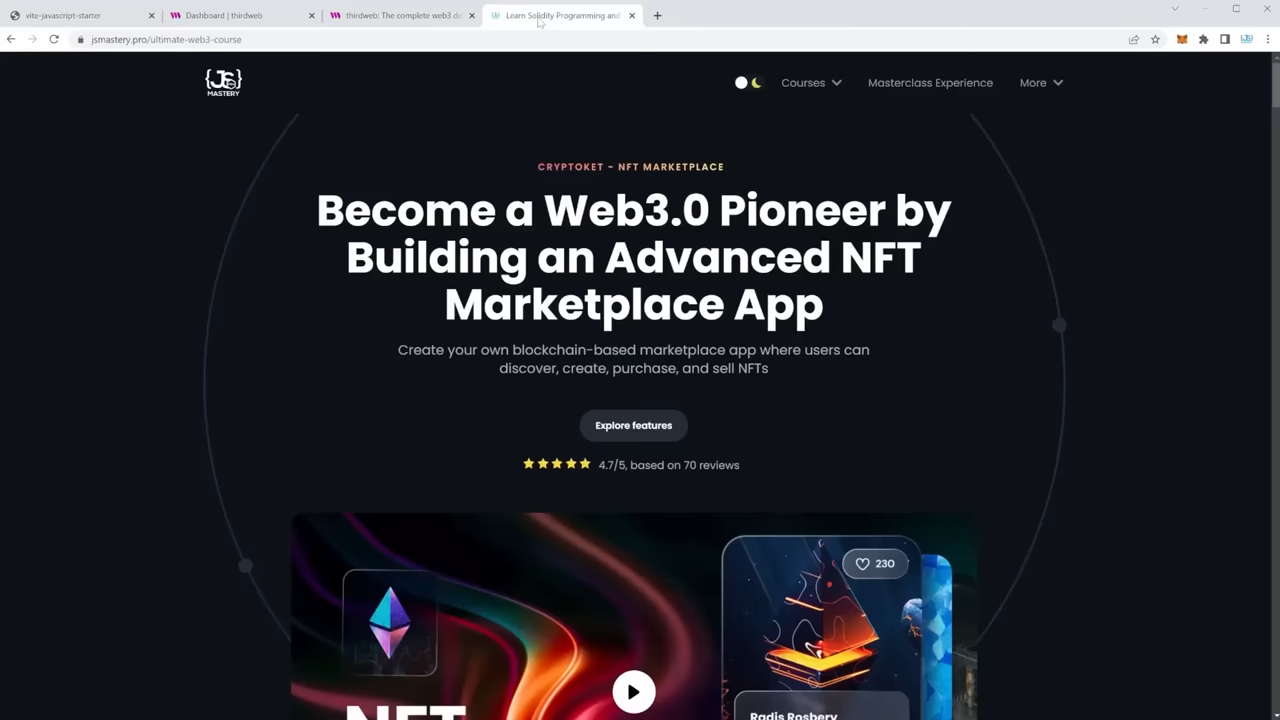 vite-javascript-starter
Dashboard | thirdweb
thirdweb: The complete web3 de
Learn Solidity Programming and
jsmastery.pro/ultimate-web3-course
{JS}
MASTERY
Courses
Masterclass Experience
More
CRYPTOKET - NFT MARKETPLACE
Become a Web3.0 Pioneer by
Building an Advanced NFT
Marketplace App
Create your own blockchain-based marketplace app where users can
discover, create, purchase, and sell NFTs
Explore features
4.7/5, based on 70 reviews
230
NFT
Radis Rosbery